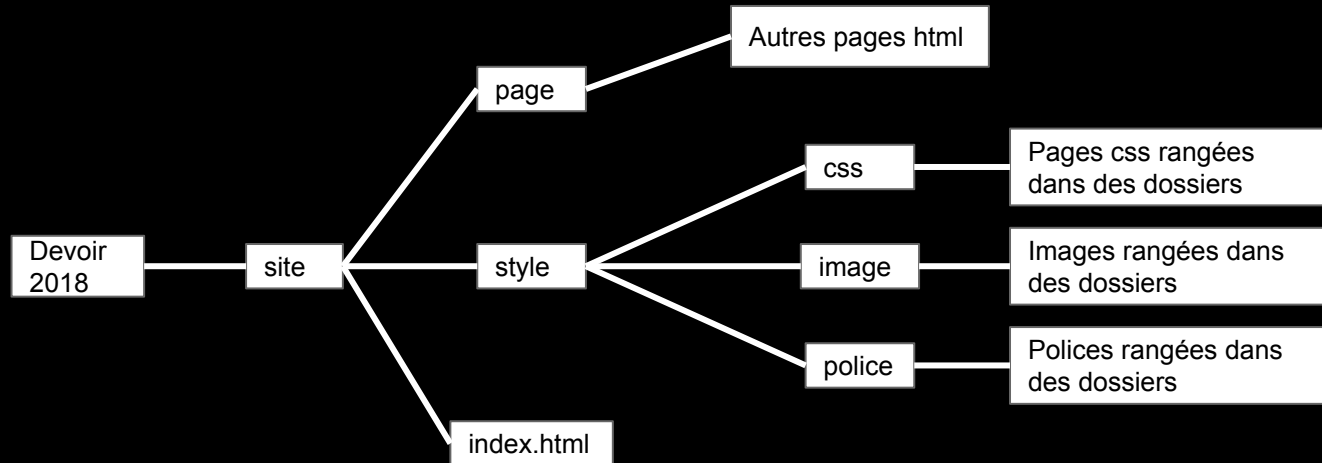 Autres pages html
page
Pages css rangées
dans des dossiers
css
Devoir
2018
site
style
image
Images rangées dans
des dossiers
police
Polices rangées dans
des dossiers
index.html